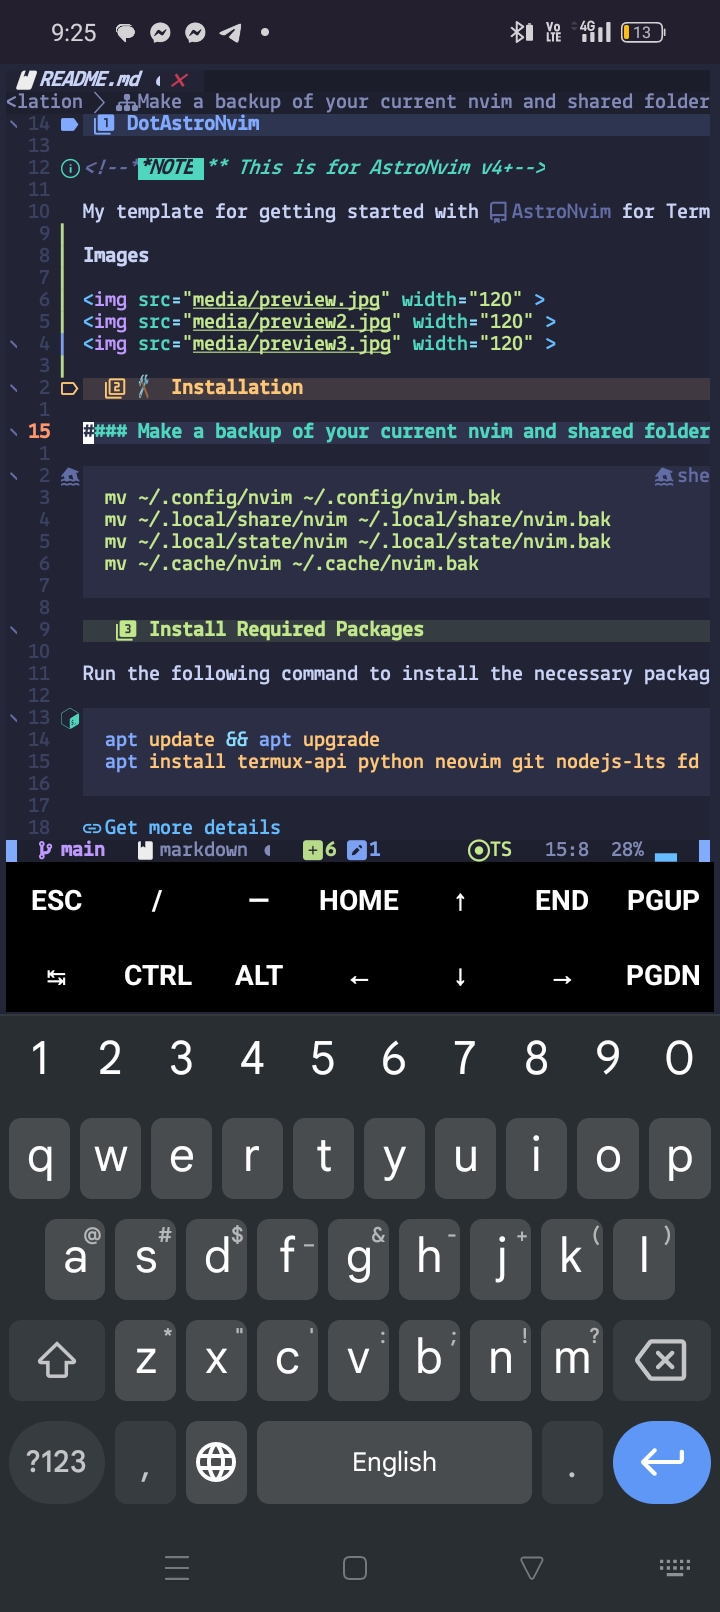 9:25 Vo LTE 4G 13
README.md
<lation > Make a backup of your current nvim and shared folder
14 1 DotAstroNvim
13
12 <!--**NOTE ** This is for AstroNvim v4+-->
11
10 My template for getting started with AstroNvim for Term
9
8 Images
7
6 <img src="media/preview.jpg" width="120" >
5 <img src="media/preview2.jpg" width="120" >
4 <img src="media/preview3.jpg" width="120" >
3
2 2 Installation
1
15 #### Make a backup of your current nvim and shared folder
1
2 she
3 mv ~/.config/nvim ~/.config/nvim.bak
4 mv ~/.local/share/nvim ~/.local/share/nvim.bak
5 mv ~/.local/state/nvim ~/.local/state/nvim.bak
6 mv ~/.cache/nvim ~/.cache/nvim.bak
7
8
9 3 Install Required Packages
10
11 Run the following command to install the necessary packag
12
13
14 apt update && apt upgrade
15 apt install termux-api python neovim git nodejs-lts fd
16
17
18 Get more details
main markdown +6 1 TS 15:8 28%
ESC / — HOME ↑ END PGUP
↹ CTRL ALT ← ↓ → PGDN
1 2 3 4 5 6 7 8 9 0
q w e r t y u i o p
@ # $ _ & - + ( )
a s d f g h j k l
* " ' : ; ! ?
z x c v b n m
?123 , English .